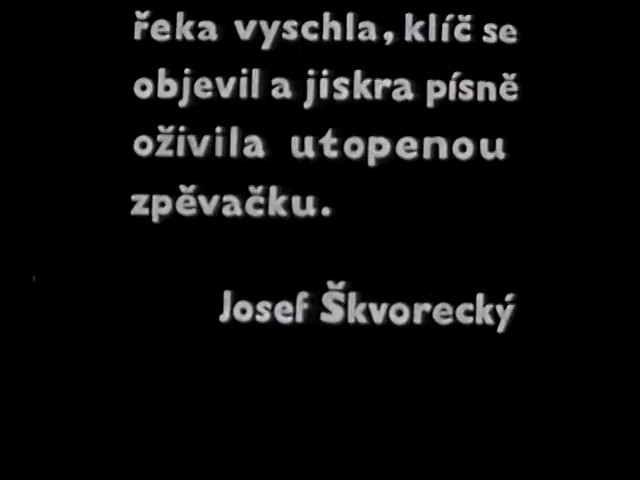 řeka vyschla, klíč se
objevil a jiskra písně
oživila utopenou
zpěvačku.
Josef Škvorecký